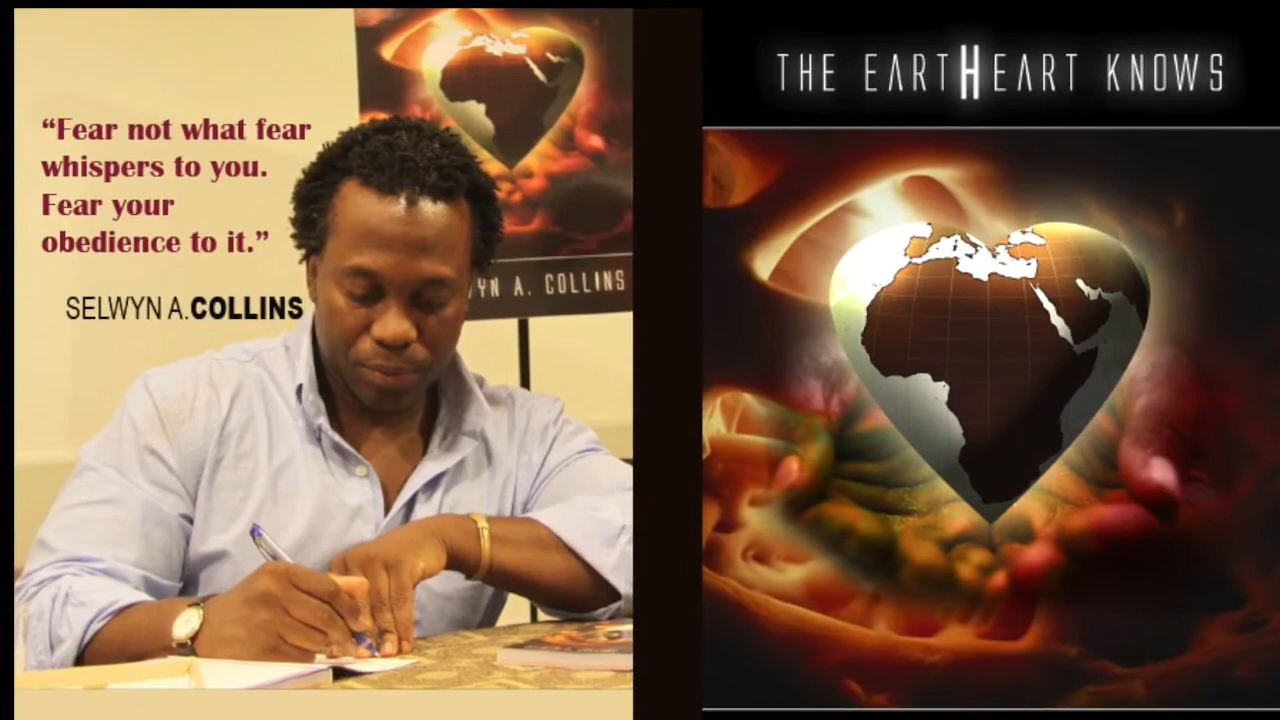 “Fear not what fear
whispers to you.
Fear your
obedience to it.”
SELWYN A.COLLINS
YN A. COLLINS
THE EARTHEART KNOWS